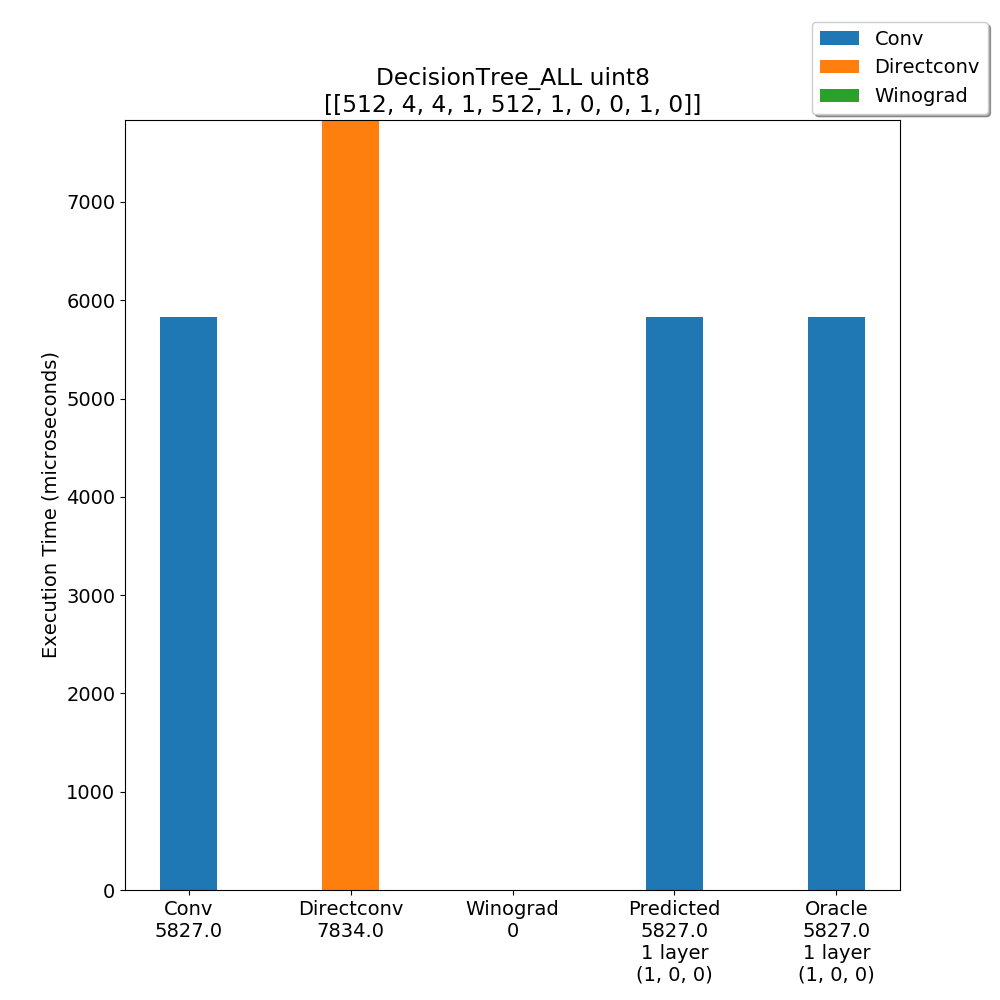 Conv
Directconv
Winograd
DecisionTree_ALL uint8
[[512, 4, 4, 1, 512, 1, 0, 0, 1, 0]]
7000
6000
5000
4000
3000
2000
1000
0
Execution Time (microseconds)
Conv
5827.0
Directconv
7834.0
Winograd
0
Predicted
5827.0
1 layer
(1, 0, 0)
Oracle
5827.0
1 layer
(1, 0, 0)